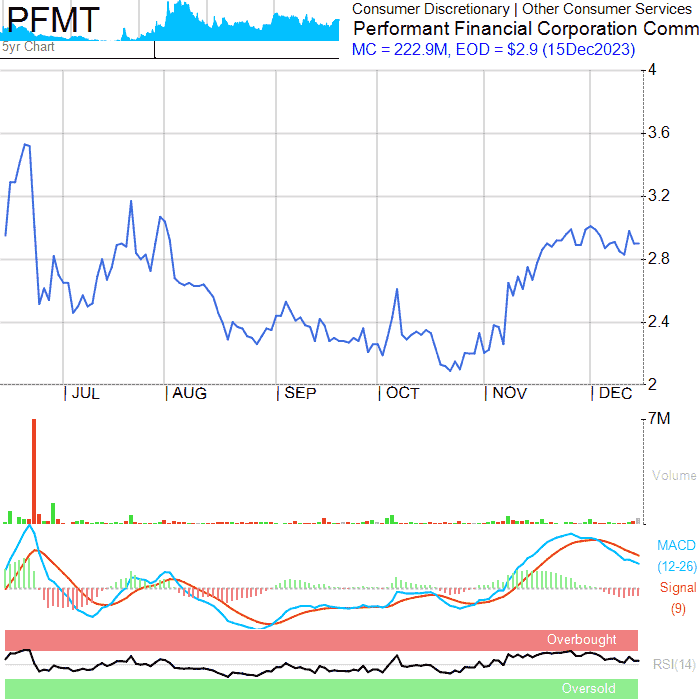 PFMT
5yr Chart
Consumer Discretionary | Other Consumer Services
Performant Financial Corporation Comm
MC = 222.9M, EOD = $2.9 (15Dec2023)
4
3.6
3.2
2.8
2.4
2
| JUL | AUG | SEP | OCT | NOV | DEC
7M
Volume
MACD
(12-26)
Signal
(9)
Overbought
RSI(14)
Oversold